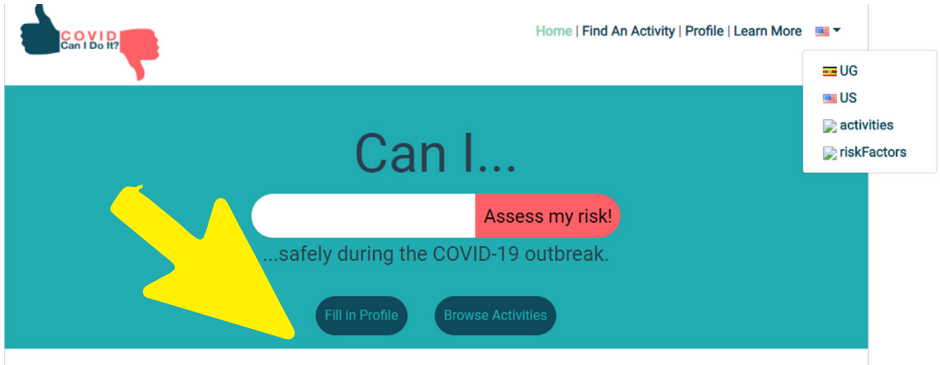 COVID
Can I Do It?
Home | Find An Activity | Profile | Learn More
UG
US
activities
riskFactors
Can I...
Assess my risk!
...safely during the COVID-19 outbreak.
Fill in Profile
Browse Activities